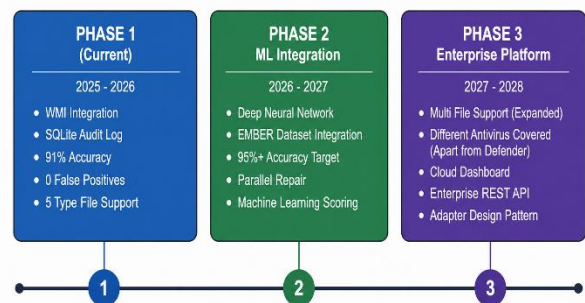 PHASE 1
(Current)
2025 - 2026
• WMI Integration
• SQLite Audit Log
• 91% Accuracy
• 0 False Positives
• 5 Type File Support
PHASE 2
ML Integration
2026 - 2027
• Deep Neural Network
• EMBER Dataset Integration
• 95%+ Accuracy Target
• Parallel Repair
• Machine Learning Scoring
PHASE 3
Enterprise Platform
2027 - 2028
• Multi File Support (Expanded)
• Different Antivirus Covered
(Apart from Defender)
• Cloud Dashboard
• Enterprise REST API
• Adapter Design Pattern
1
2
3